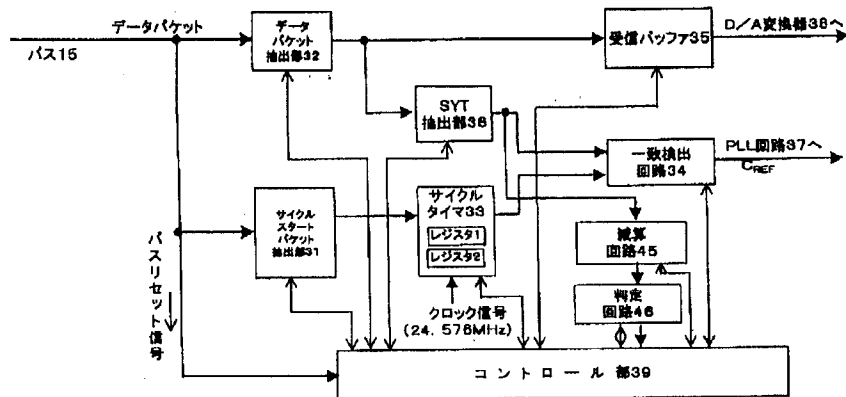 データパケット
バス15
データ
パケット
抽出部32
受信バッファ35
D/A変換器38へ
SYT
抽出部36
一致検出
回路34
PLL回路37へ
CREF
サイクル
スタート
パケット
抽出部31
サイクル
タイマ33
レジスタ1
レジスタ2
減算
回路45
判定
回路46
バスリセット信号
クロック信号
(24.576MHz)
コントロール部39